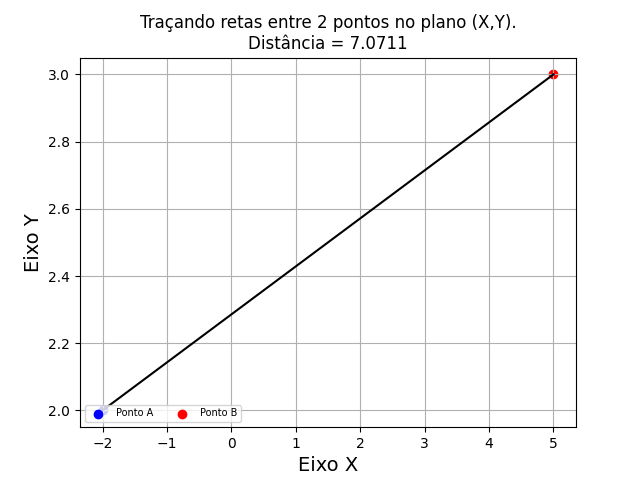 Traçando retas entre 2 pontos no plano (X,Y).
Distância = 7.0711
Eixo Y
3.0
2.8
2.6
2.4
2.2
2.0
Ponto A Ponto B
−2 −1 0 1 2 3 4 5
Eixo X